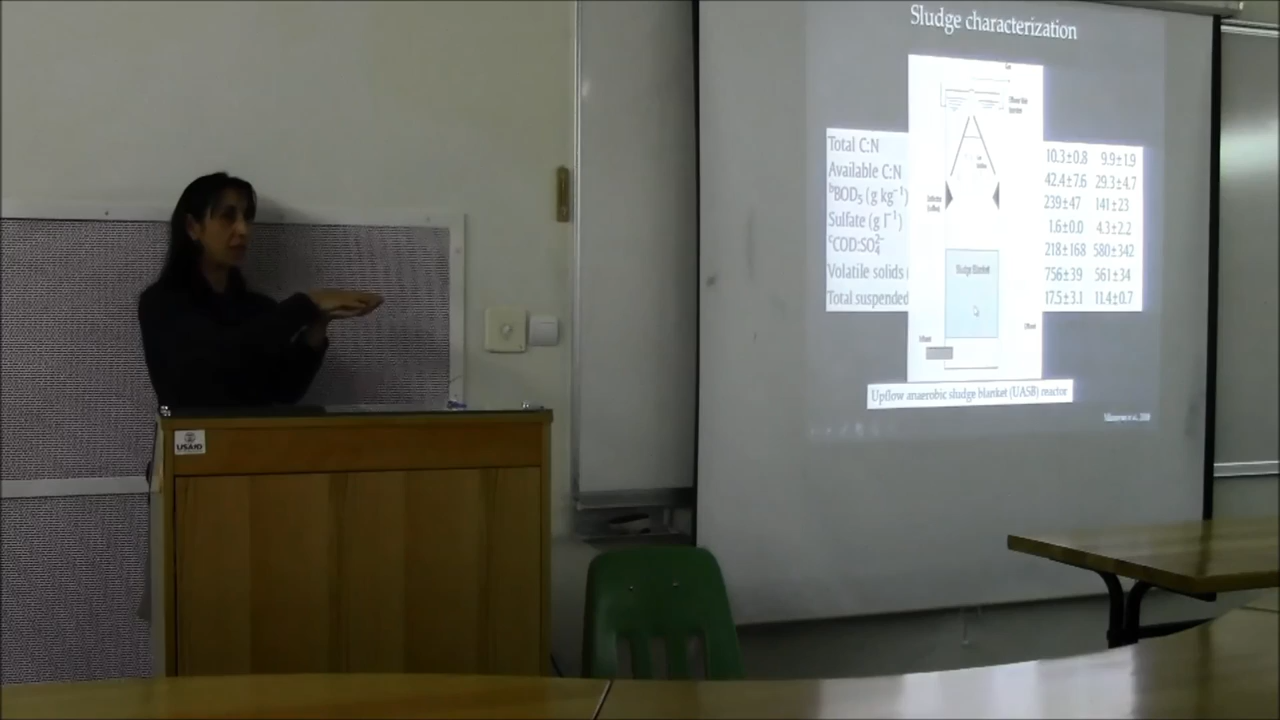 Sludge characterization
Total C:N 10.3±0.8 9.9±1.9
Available C:N 42.4±7.6 29.3±4.7
bBOD5 (g kg−1) 239±47 141±23
Sulfate (g l−1) 1.6±0.0 4.3±2.2
cCOD:SO42− 218±168 580±342
Volatile solids 756±39 561±34
Total suspended 17.5±3.1 11.4±0.7
Sludge Blanket
Upflow anaerobic sludge blanket (UASB) reactor
USAID